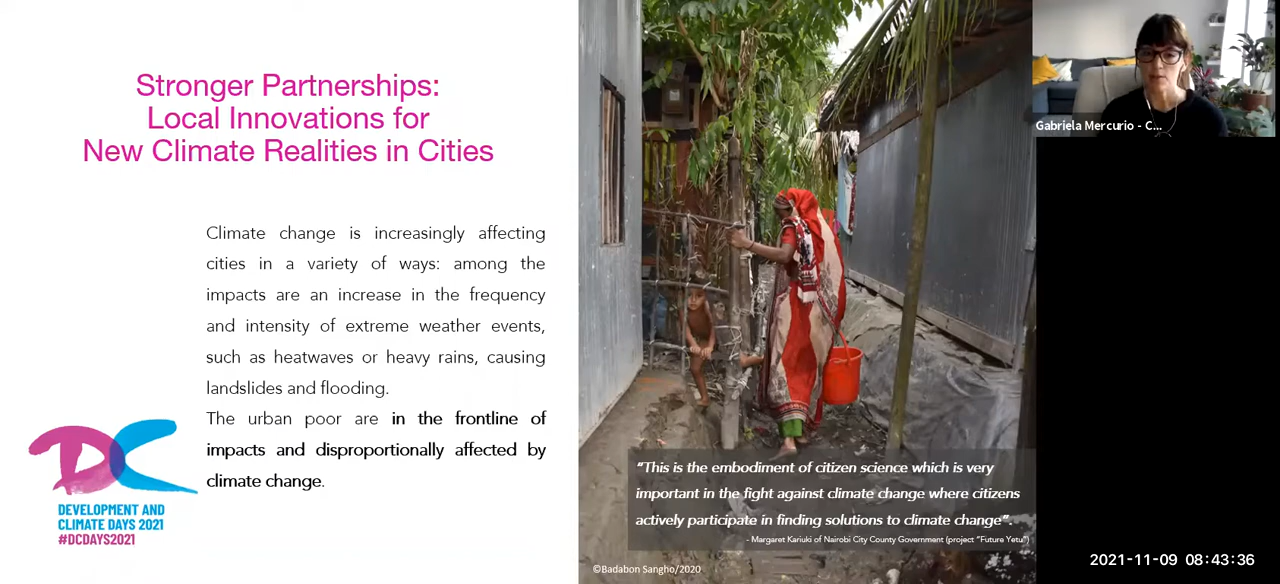 Stronger Partnerships:
Local Innovations for
New Climate Realities in Cities
Climate change is increasingly affecting
cities in a variety of ways: among the
impacts are an increase in the frequency
and intensity of extreme weather events,
such as heatwaves or heavy rains, causing
landslides and flooding.
The urban poor are in the frontline of
impacts and disproportionally affected by
climate change.
DC
DEVELOPMENT AND
CLIMATE DAYS 2021
#DCDAYS2021
“This is the embodiment of citizen science which is very
important in the fight against climate change where citizens
actively participate in finding solutions to climate change”.
- Margaret Kariuki of Nairobi City County Government (project “Future Yetu”)
©Badabon Sangho/2020
Gabriela Mercurio - C...
2021-11-09 08:43:36